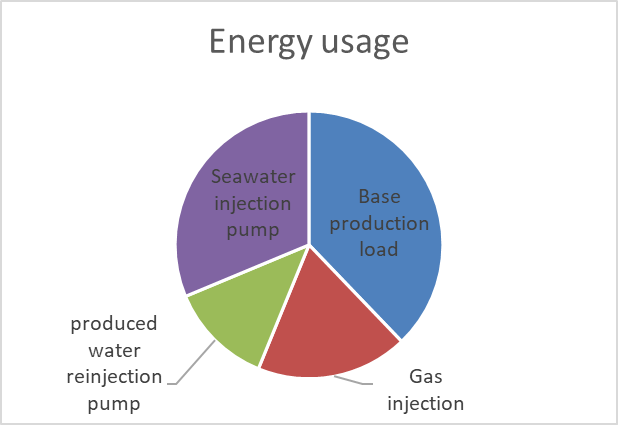 Energy usage
Seawater
injection
pump
Base
production
load
produced
water
reinjection
pump
Gas
injection